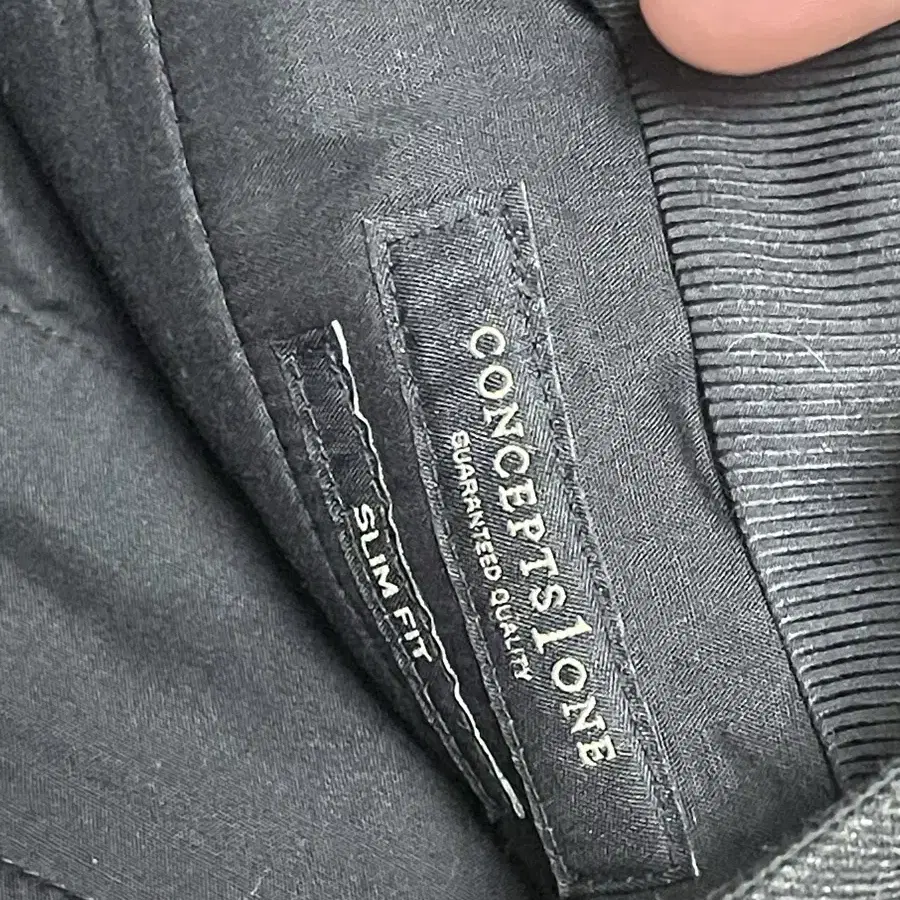 CONCEPTS1ONE
GUARANTEED QUALITY
SLIM FIT